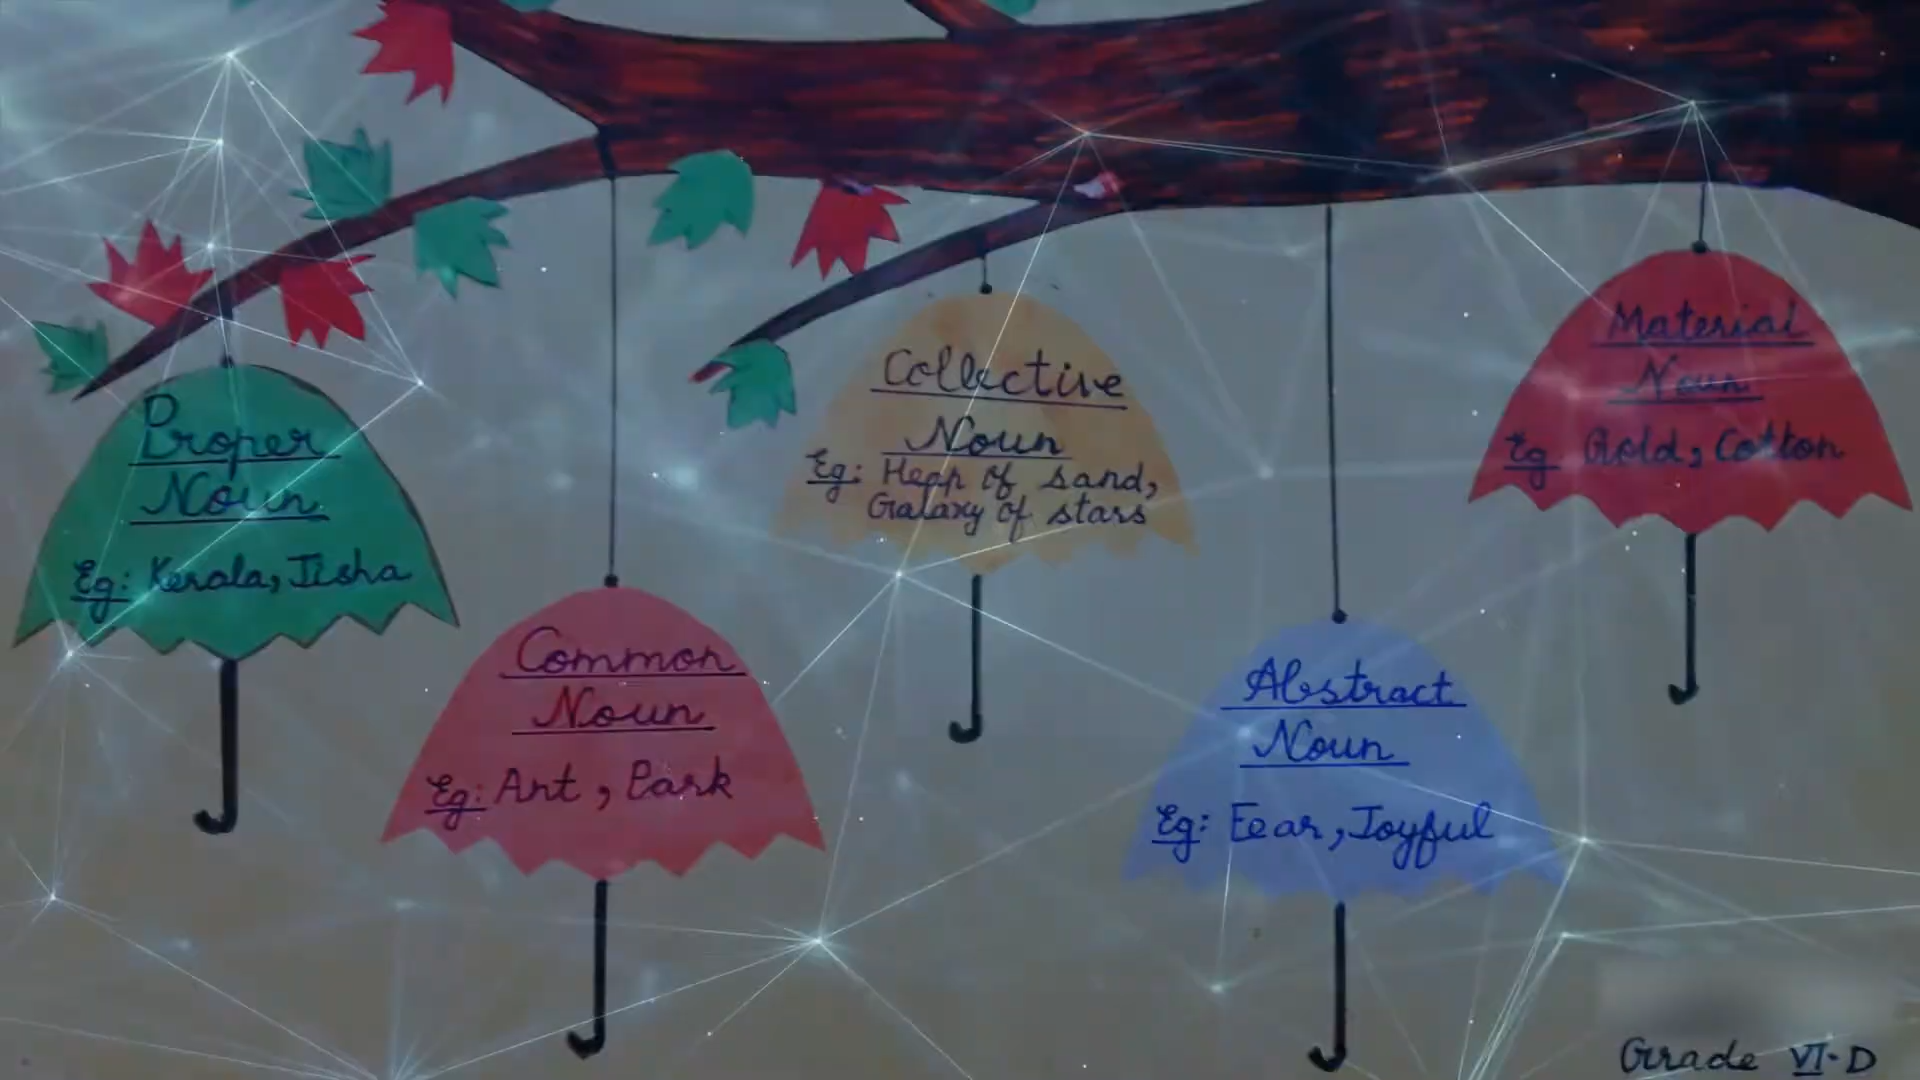 Proper
Noun
Eg: Kerala, Tisha
Common
Noun
Eg: Ant, Park
Collective
Noun
Eg: Heap of sand,
Galaxy of stars
Abstract
Noun
Eg: Fear, Joyful
Material
Noun
Eg Gold, Cotton
Grade VI-D